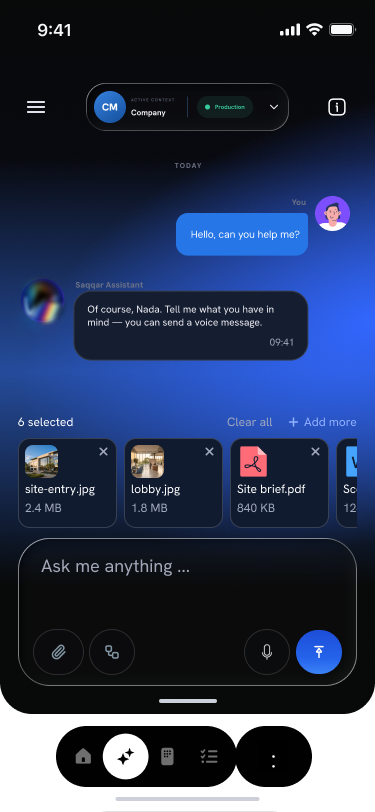 9:41
CM
ACTIVE CONTEXT
Company
Production
TODAY
You
Hello, can you help me?
Saqqar Assistant
Of course, Nada. Tell me what you have in
mind — you can send a voice message.
09:41
6 selected
Clear all
+ Add more
site-entry.jpg
2.4 MB
lobby.jpg
1.8 MB
Site brief.pdf
840 KB
Sc
12
Ask me anything ...